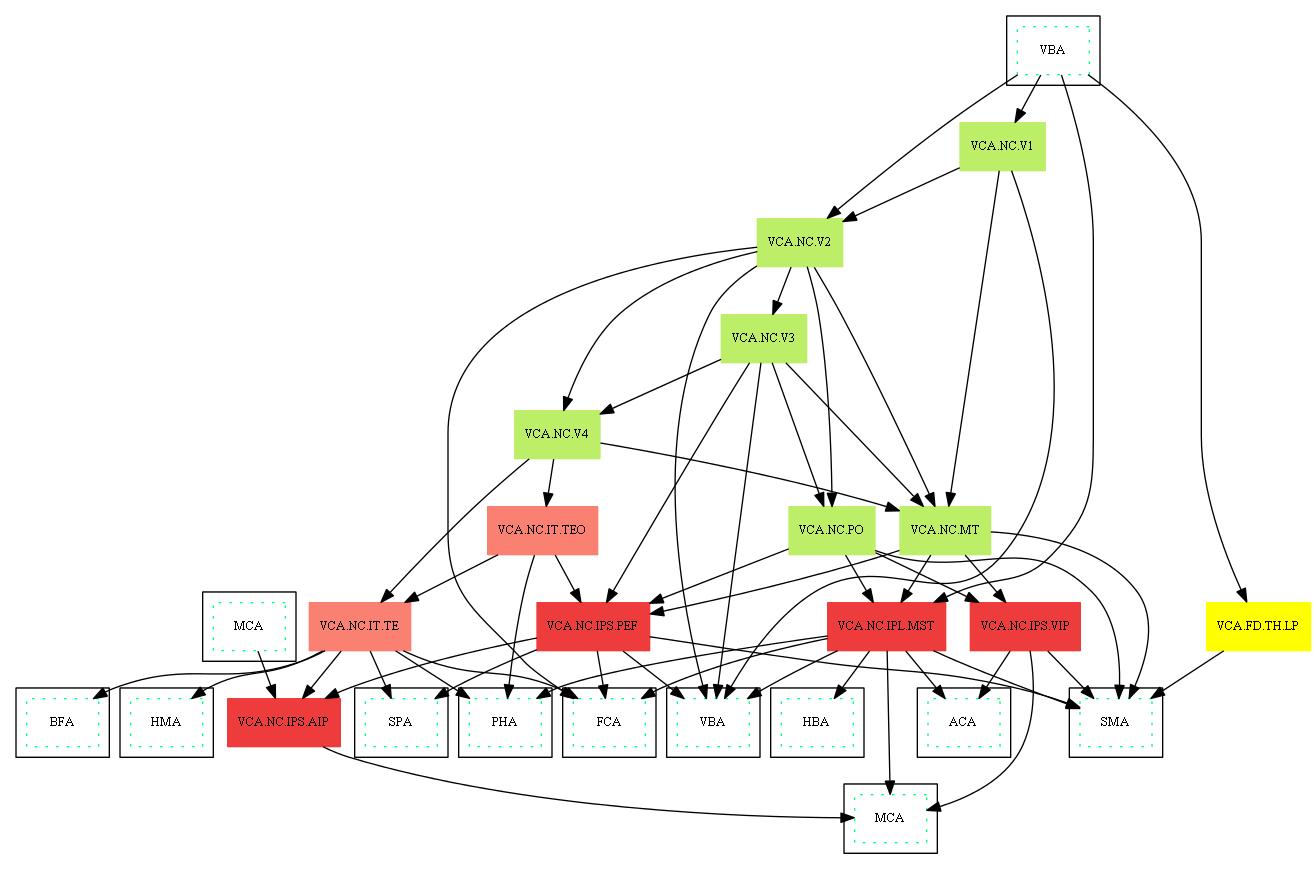 VBA
VCA.NC.V1
VCA.NC.V2
VCA.NC.V3
VCA.NC.V4
VCA.NC.IT.TEO
VCA.NC.PO
VCA.NC.MT
MCA
VCA.NC.IT.TE
VCA.NC.IPS.PEF
VCA.NC.IPL.MST
VCA.NC.IPS.VIP
VCA.FD.TH.LP
BFA
HMA
VCA.NC.IPS.AIP
SPA
PHA
FCA
VBA
HBA
ACA
SMA
MCA